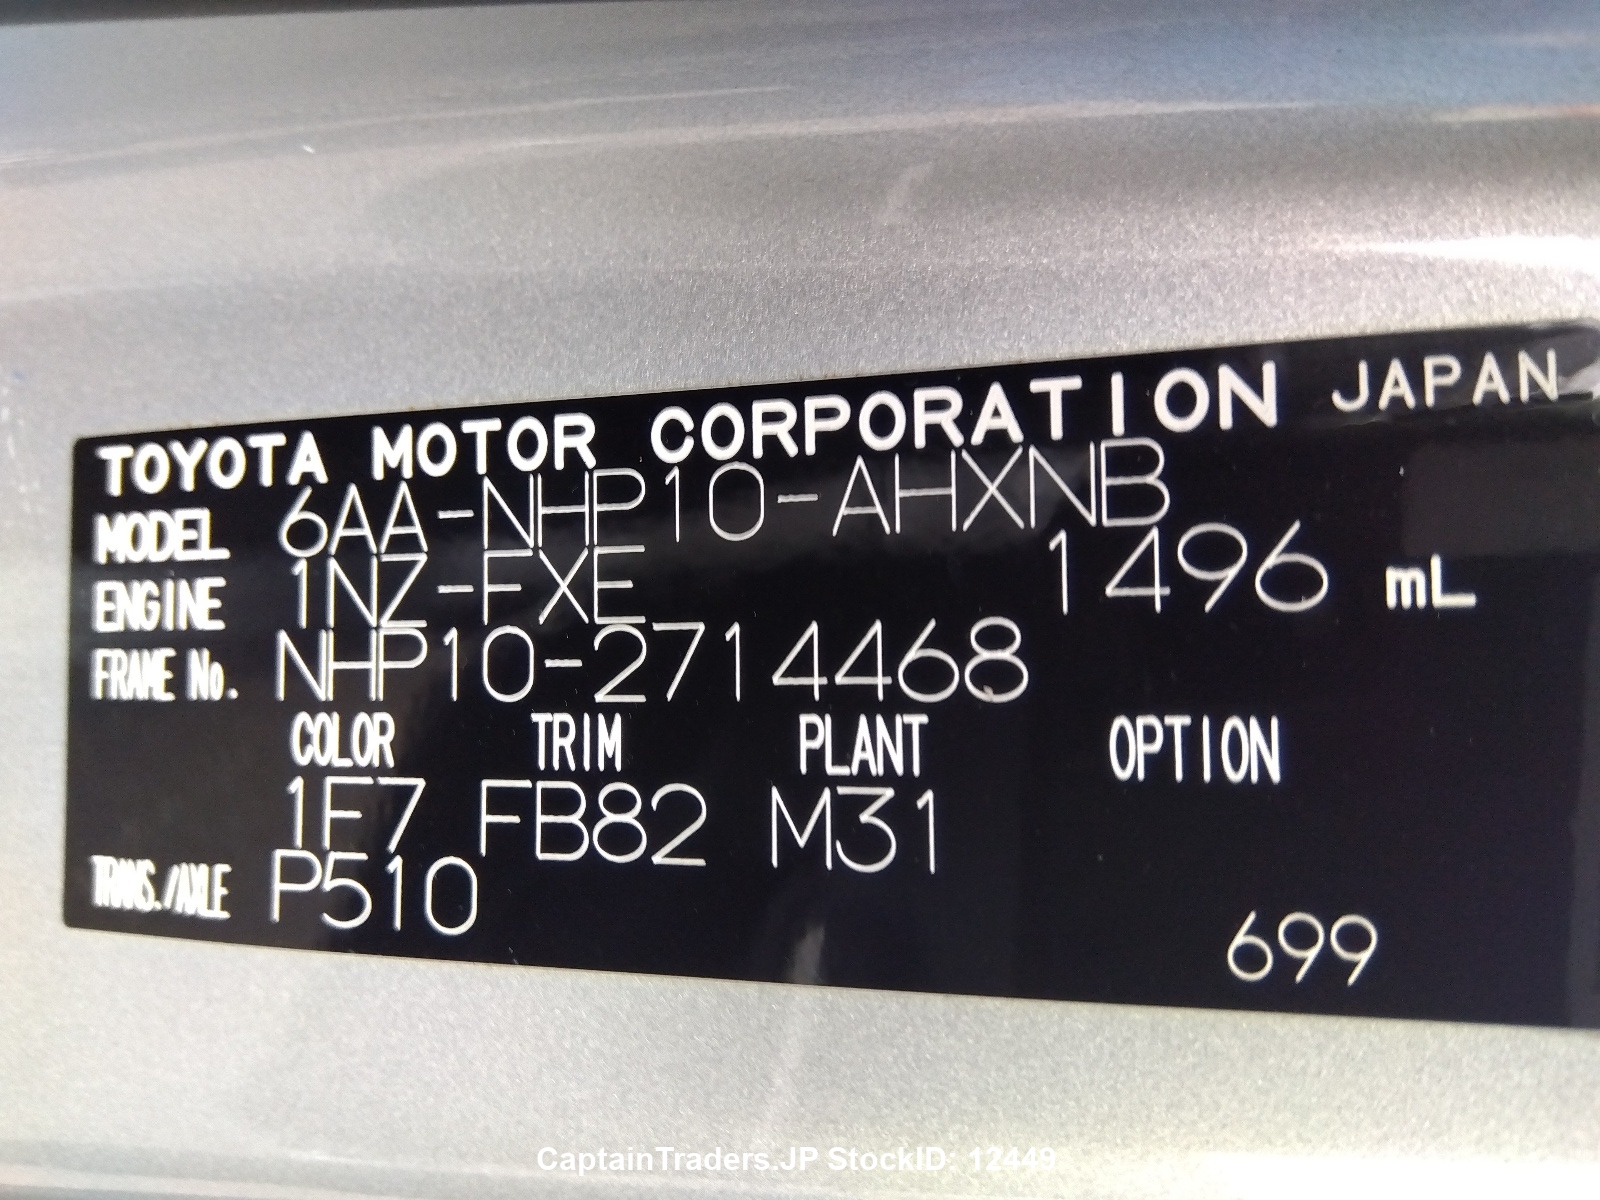 TOYOTA MOTOR CORPORATION JAPAN
MODEL 6AA-NHP10-AHXNB
ENGINE 1NZ-FXE 1496 mL
FRAME No. NHP10-2714468
COLOR TRIM PLANT OPTION
1F7 FB82 M31
TRANS./AXLE P510
699
CaptainTraders.JP StockID: 12449